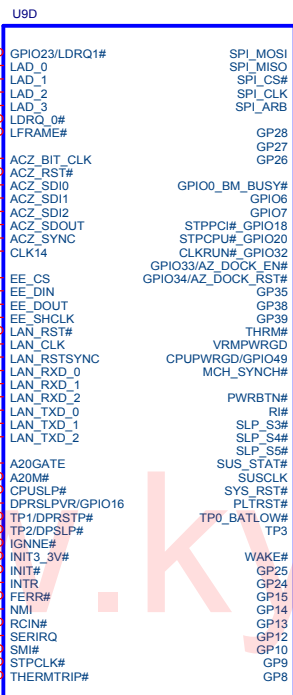 U9D
GPIO23/LDRQ1#
LAD_0
LAD_1
LAD_2
LAD_3
LDRQ_0#
LFRAME#
ACZ_BIT_CLK
ACZ_RST#
ACZ_SDI0
ACZ_SDI1
ACZ_SDI2
ACZ_SDOUT
ACZ_SYNC
CLK14
EE_CS
EE_DIN
EE_DOUT
EE_SHCLK
LAN_RST#
LAN_CLK
LAN_RSTSYNC
LAN_RXD_0
LAN_RXD_1
LAN_RXD_2
LAN_TXD_0
LAN_TXD_1
LAN_TXD_2
A20GATE
A20M#
CPUSLP#
DPRSLPVR/GPIO16
TP1/DPRSTP#
TP2/DPSLP#
IGNNE#
INIT3_3V#
INIT#
INTR
FERR#
NMI
RCIN#
SERIRQ
SMI#
STPCLK#
THERMTRIP#
SPI_MOSI
SPI_MISO
SPI_CS#
SPI_CLK
SPI_ARB
GP28
GP27
GP26
GPIO0_BM_BUSY#
GPIO6
GPIO7
STPPCI#_GPIO18
STPCPU#_GPIO20
CLKRUN#_GPIO32
GPIO33/AZ_DOCK_EN#
GPIO34/AZ_DOCK_RST#
GP35
GP38
GP39
THRM#
VRMPWRGD
CPUPWRGD/GPIO49
MCH_SYNCH#
PWRBTN#
RI#
SLP_S3#
SLP_S4#
SLP_S5#
SUS_STAT#
SUSCLK
SYS_RST#
PLTRST#
TP0_BATLOW#
TP3
WAKE#
GP25
GP24
GP15
GP14
GP13
GP12
GP10
GP9
GP8
.ky